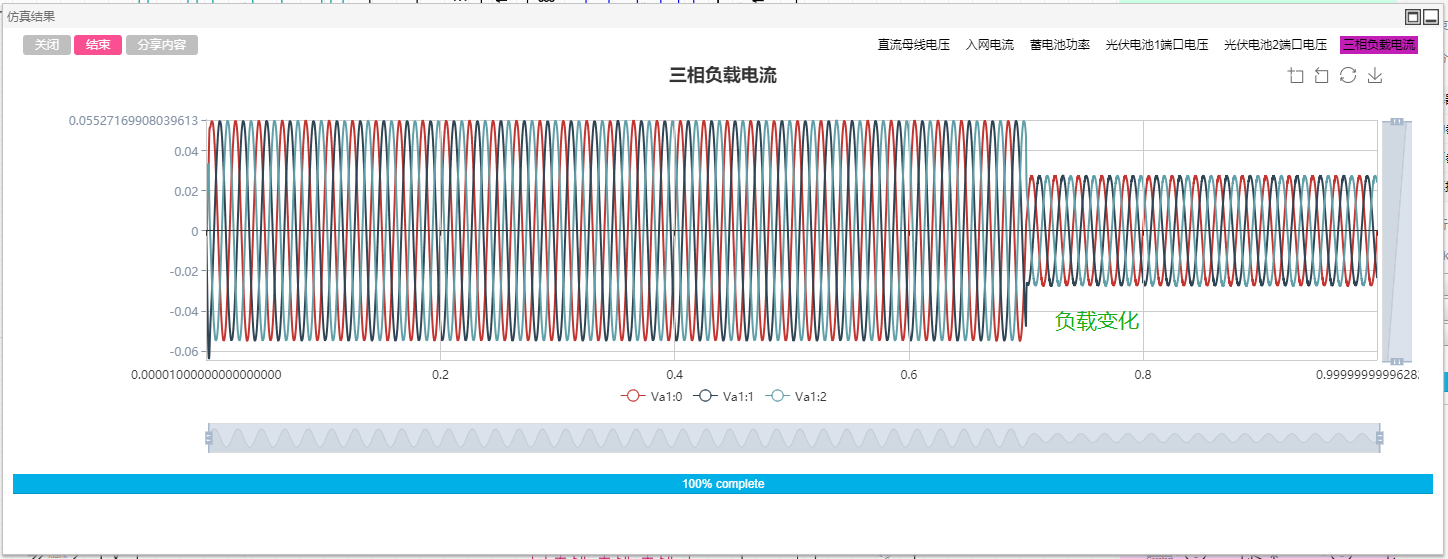 仿真结果
关闭 结束 分享内容
直流母线电压 入网电流 蓄电池功率 光伏电池1端口电压 光伏电池2端口电压 三相负载电流
三相负载电流
0.05527169908039613
0.04
0.02
0
-0.02
-0.04
-0.06
负载变化
0.0000100000000000000 0.2 0.4 0.6 0.8 0.9999999999628
Va1:0 Va1:1 Va1:2
100% complete